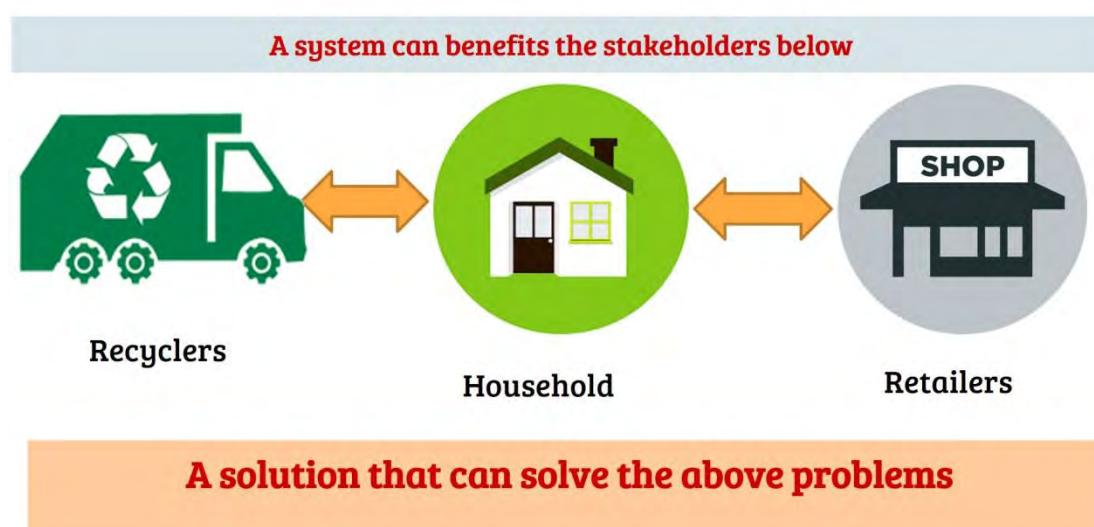 A system can benefits the stakeholders below
SHOP
Recyclers
Household
Retailers
A solution that can solve the above problems